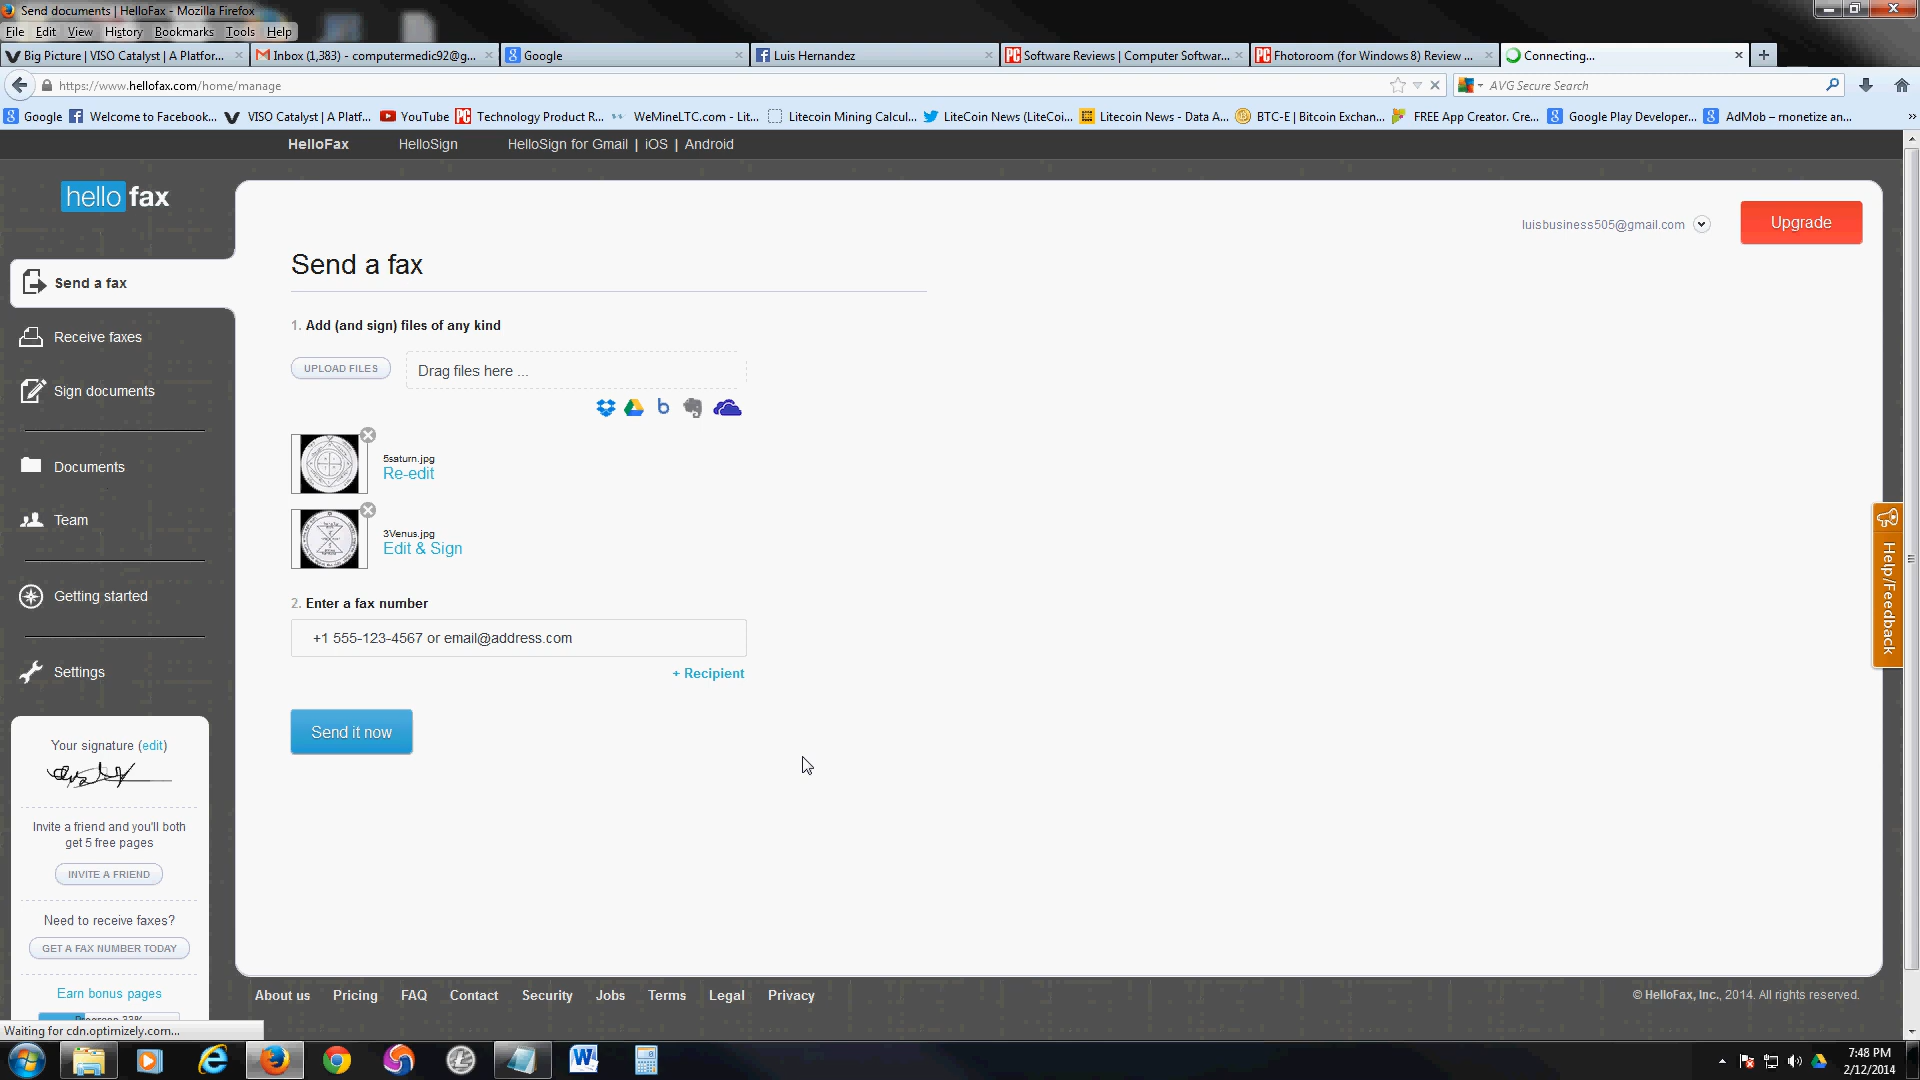 Send documents | HelloFax - Mozilla Firefox
File Edit View History Bookmarks Tools Help
Big Picture | VISO Catalyst | A Platfor... Inbox (1,383) - computermedic92@g... Google Luis Hernandez Software Reviews | Computer Softwar... Fhotoroom (for Windows 8) Review ... Connecting...
https://www.hellofax.com/home/manage AVG Secure Search
Google Welcome to Facebook... VISO Catalyst | A Platf... YouTube Technology Product R... WeMineLTC.com - Lit... Litecoin Mining Calcul... LiteCoin News (LiteCoi... Litecoin News - Data A... BTC-E | Bitcoin Exchan... FREE App Creator. Cre... Google Play Developer... AdMob – monetize an...
HelloFax HelloSign HelloSign for Gmail | iOS | Android
hello fax
luisbusiness505@gmail.com
Upgrade
Send a fax
Receive faxes
Sign documents
Documents
Team
Getting started
Settings
Your signature (edit)
Invite a friend and you'll both
get 5 free pages
INVITE A FRIEND
Need to receive faxes?
GET A FAX NUMBER TODAY
Earn bonus pages
Progress 33%
Send a fax
1. Add (and sign) files of any kind
UPLOAD FILES Drag files here ...
5saturn.jpg
Re-edit
3Venus.jpg
Edit & Sign
2. Enter a fax number
+1 555-123-4567 or email@address.com
+ Recipient
Send it now
Help/Feedback
About us Pricing FAQ Contact Security Jobs Terms Legal Privacy
© HelloFax, Inc., 2014. All rights reserved.
Waiting for cdn.optimizely.com...
7:48 PM
2/12/2014